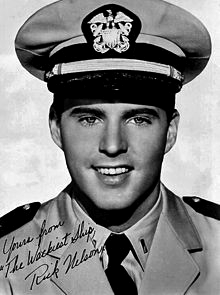 Yours from
"The Wackiest Ship,"
Rick Nelson